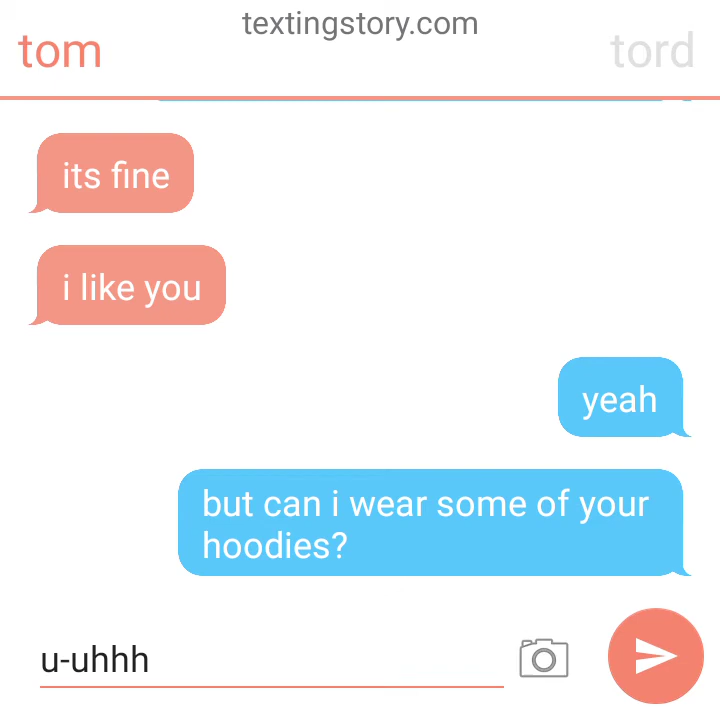 textingstory.com
tom
tord
its fine
i like you
yeah
but can i wear some of your
hoodies?
u-uhhh